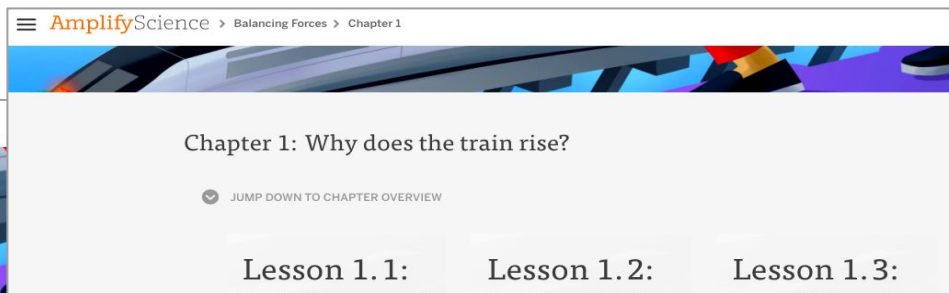 AmplifyScience > Balancing Forces > Chapter 1
Chapter 1: Why does the train rise?
JUMP DOWN TO CHAPTER OVERVIEW
Lesson 1.1: Lesson 1.2: Lesson 1.3: